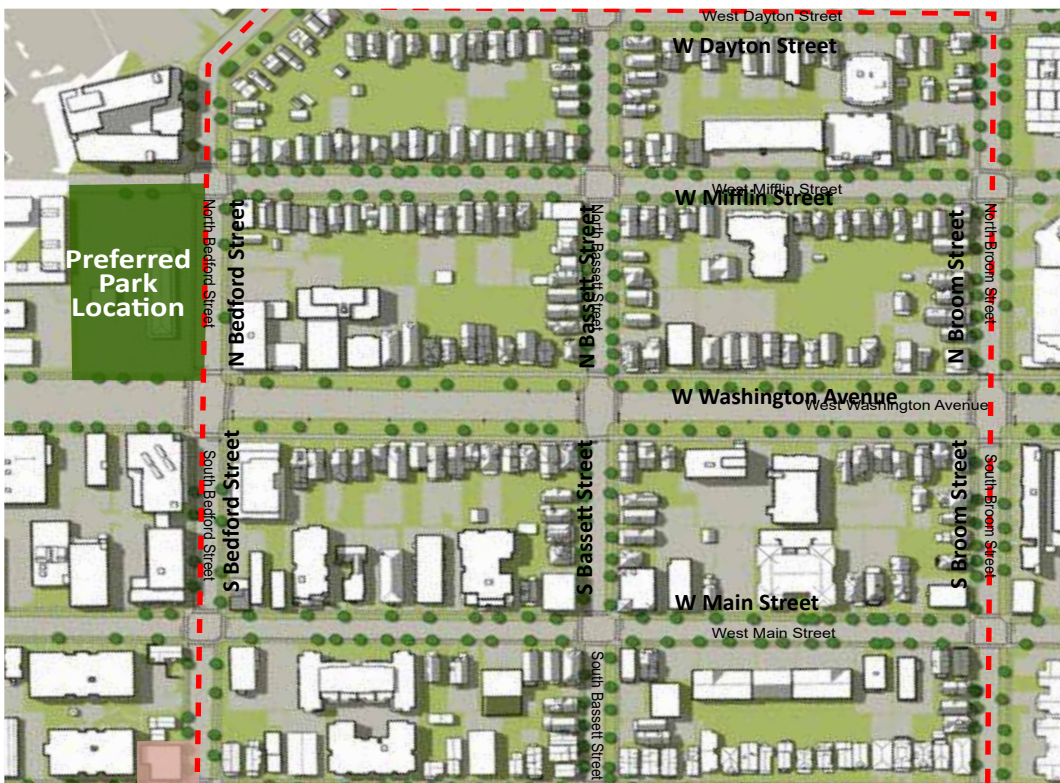 West Dayton Street
W Dayton Street
West Mifflin Street
W Mifflin Street
Preferred
Park
Location
North Bedford Street
N Bedford Street
N Bassett Street
North Bassett Street
N Broom Street
North Broom Street
W Washington Avenue
West Washington Avenue
South Bedford Street
S Bedford Street
S Bassett Street
S Broom Street
South Broom Street
W Main Street
West Main Street
South Bassett Street